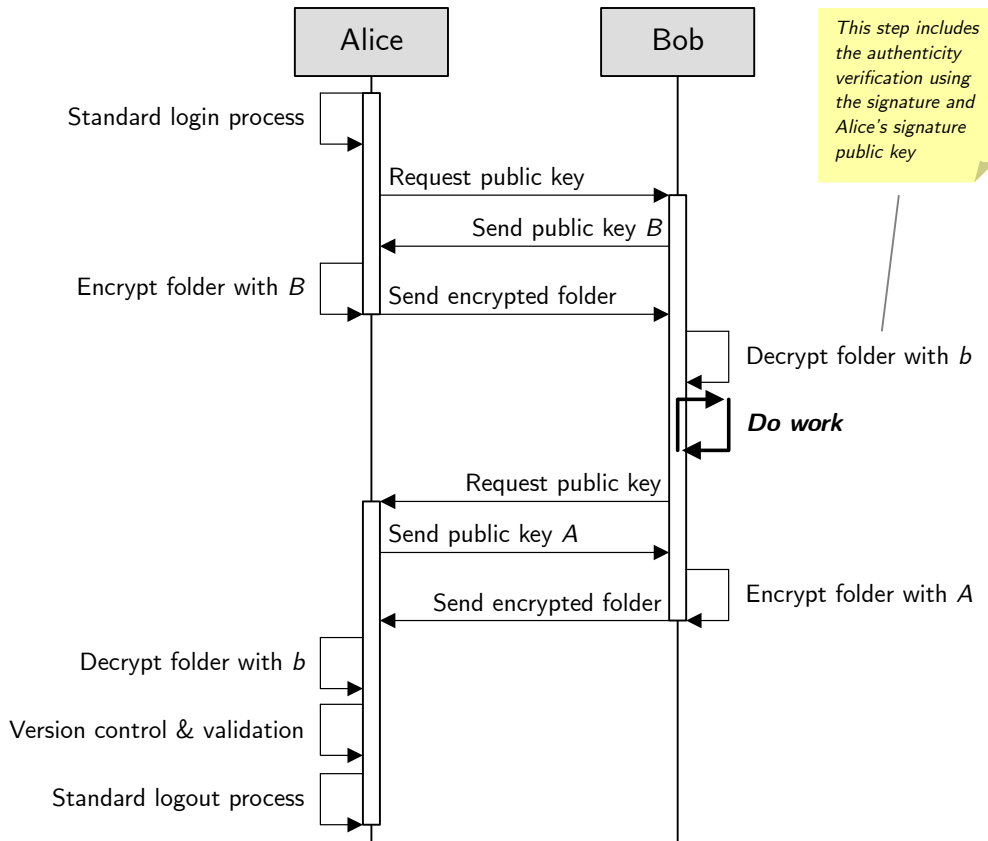 Alice
Bob
This step includes
the authenticity
verification using
the signature and
Alice's signature
public key
Standard login process
Request public key
Send public key B
Encrypt folder with B
Send encrypted folder
Decrypt folder with b
Do work
Request public key
Send public key A
Encrypt folder with A
Send encrypted folder
Decrypt folder with b
Version control & validation
Standard logout process